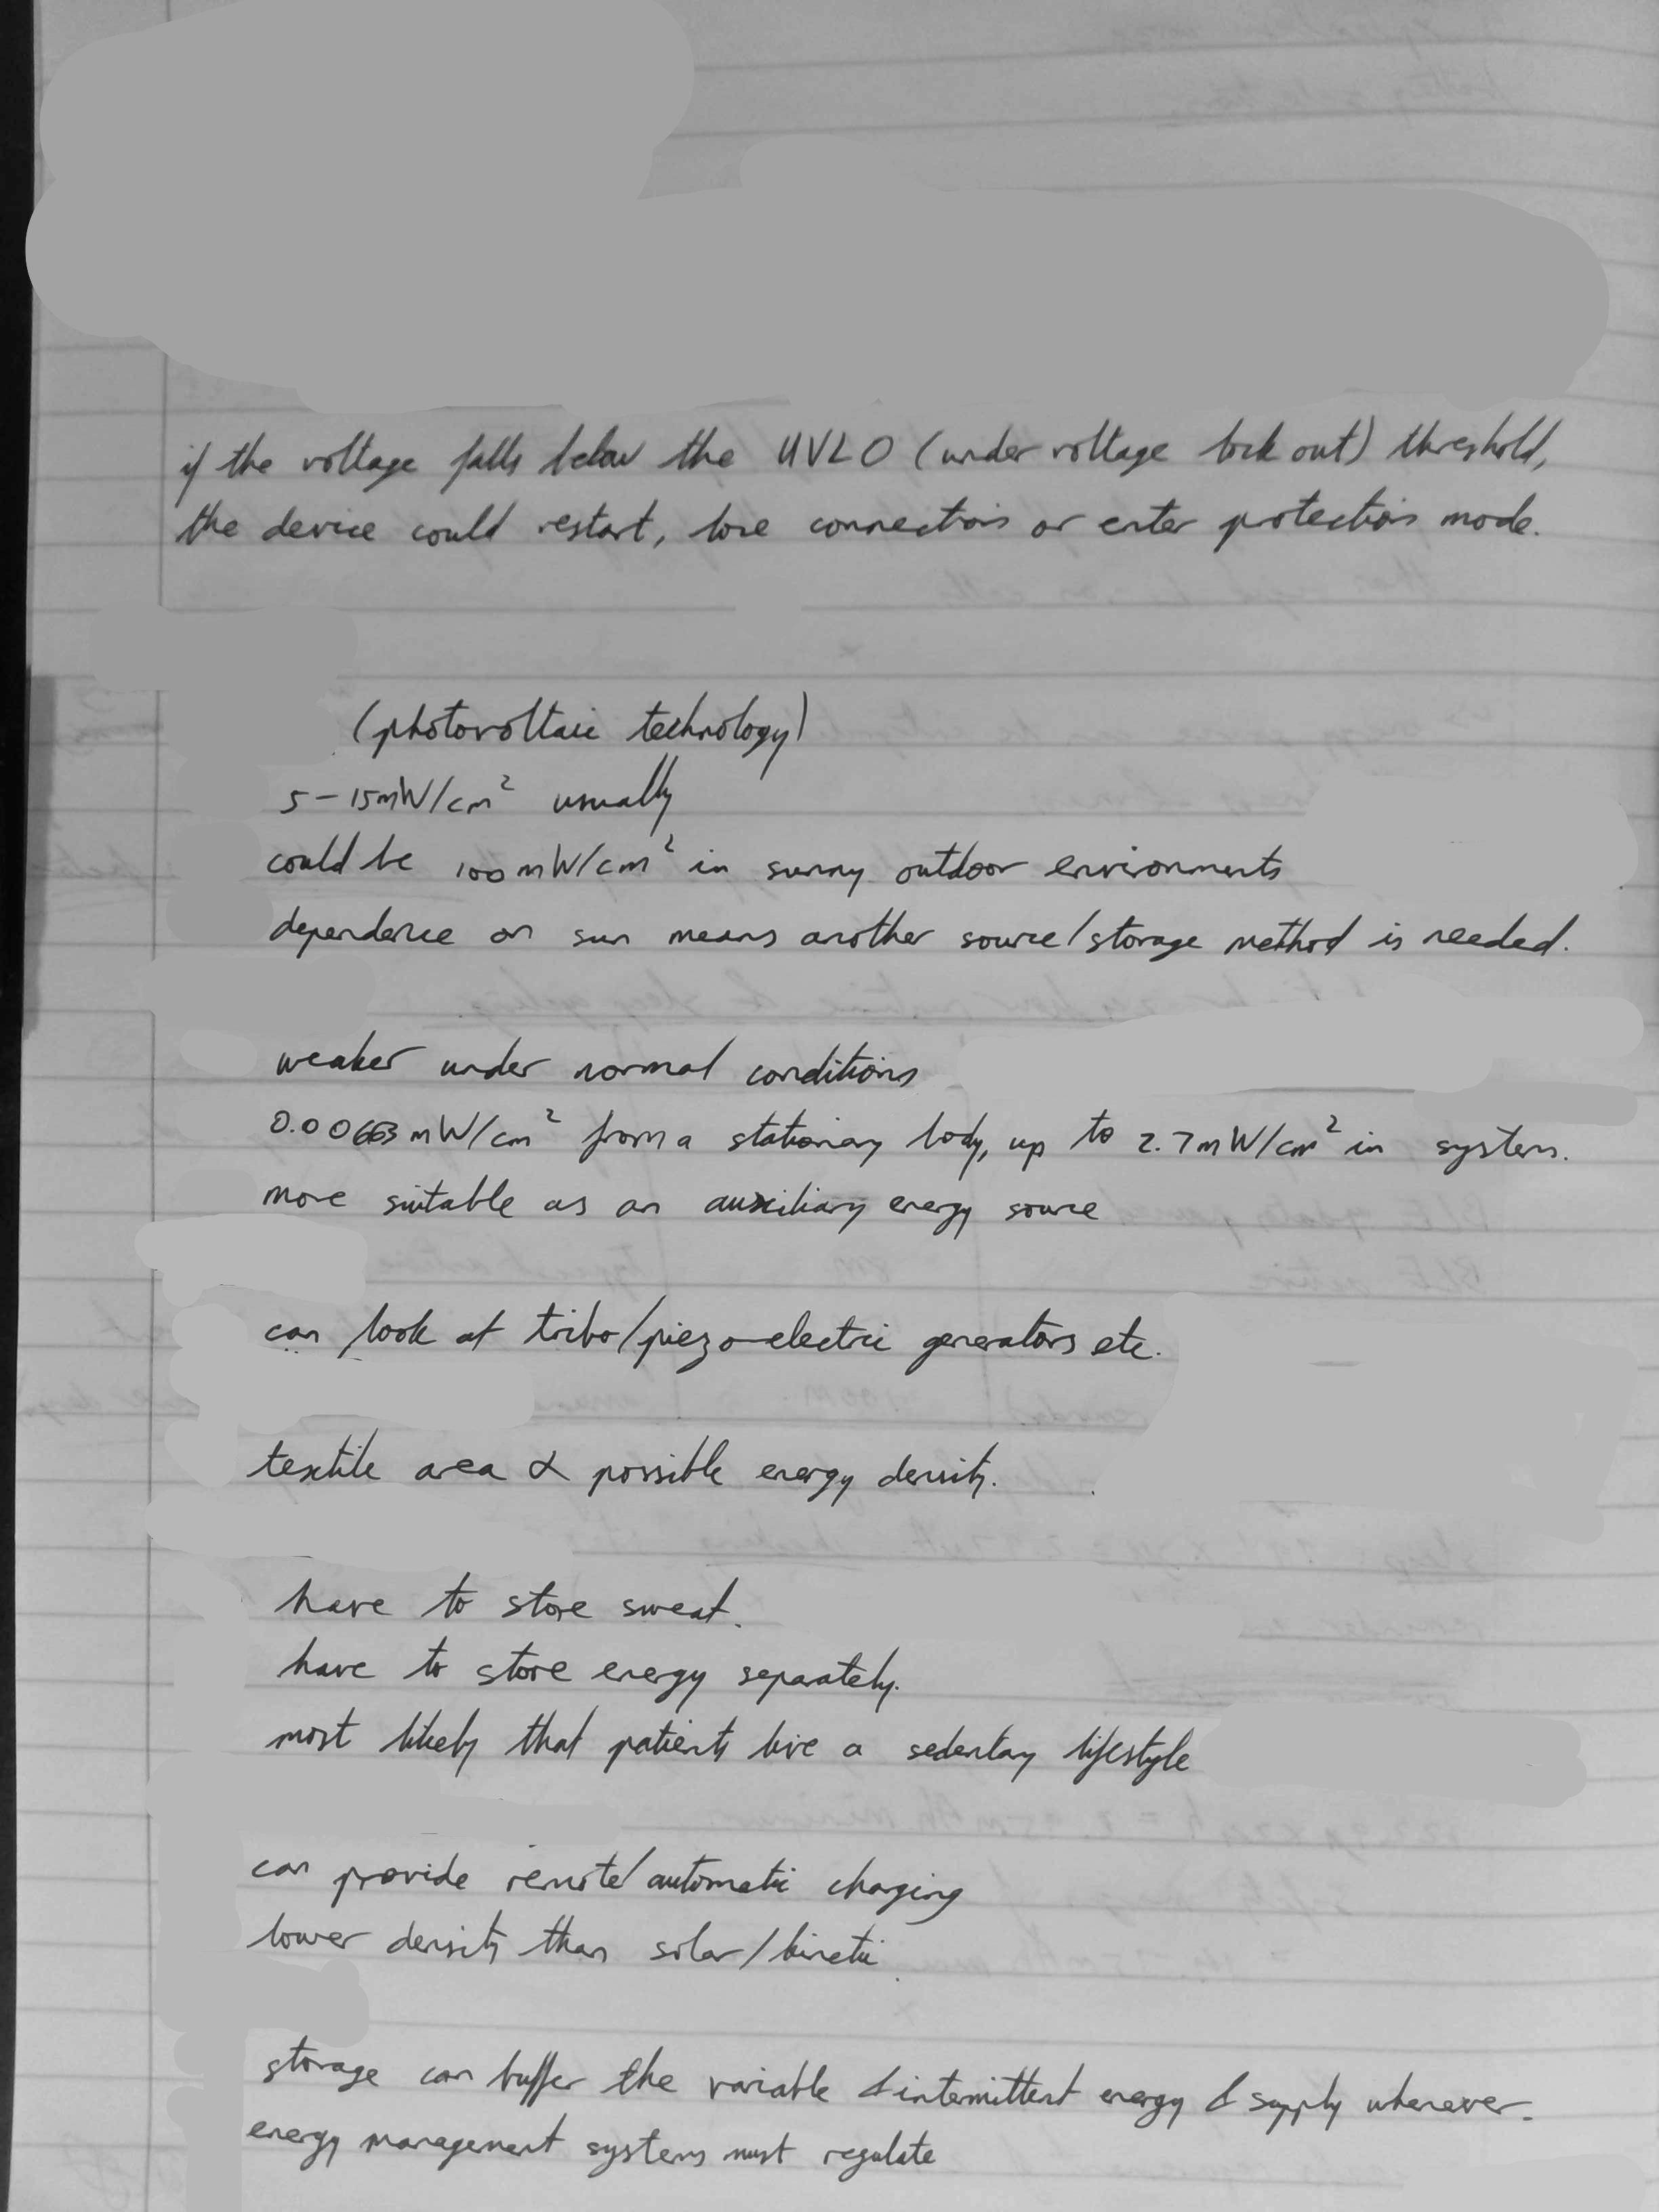 if the voltage falls below the UVLO (under voltage lock out) threshold,
the device could restart, lose connection or enter protection mode.
(photovoltaic technology)
5-15mW/cm² usually
could be 100mW/cm² in sunny outdoor environments
dependence on sun means another source/storage method is needed.
weaker under normal conditions
0.00663mW/cm² from a stationary body, up to 2.7mW/cm² in system.
more suitable as an auxiliary energy source
can look at tribo/piezo-electric generators etc.
textile area ∝ possible energy density.
have to store sweat.
have to store energy separately.
most likely that patients live a sedentary lifestyle
can provide remote/automatic charging
lower density than solar/kinetic
storage can buffer the variable & intermittent energy & supply whenever.
energy management systems must regulate